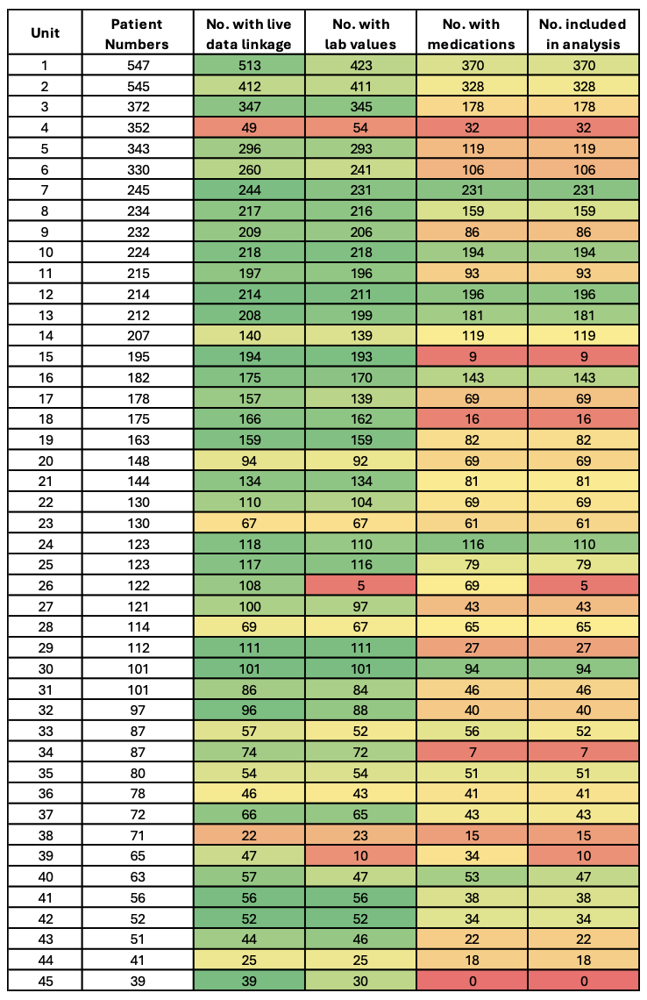 Unit Patient Numbers No. with live data linkage No. with lab values No. with medications No. included in analysis
1 547 513 423 370 370
2 545 412 411 328 328
3 372 347 345 178 178
4 352 49 54 32 32
5 343 296 293 119 119
6 330 260 241 106 106
7 245 244 231 231 231
8 234 217 216 159 159
9 232 209 206 86 86
10 224 218 218 194 194
11 215 197 196 93 93
12 214 214 211 196 196
13 212 208 199 181 181
14 207 140 139 119 119
15 195 194 193 9 9
16 182 175 170 143 143
17 178 157 139 69 69
18 175 166 162 16 16
19 163 159 159 82 82
20 148 94 92 69 69
21 144 134 134 81 81
22 130 110 104 69 69
23 130 67 67 61 61
24 123 118 110 116 110
25 123 117 116 79 79
26 122 108 5 69 5
27 121 100 97 43 43
28 114 69 67 65 65
29 112 111 111 27 27
30 101 101 101 94 94
31 101 86 84 46 46
32 97 96 88 40 40
33 87 57 52 56 52
34 87 74 72 7 7
35 80 54 54 51 51
36 78 46 43 41 41
37 72 66 65 43 43
38 71 22 23 15 15
39 65 47 10 34 10
40 63 57 47 53 47
41 56 56 56 38 38
42 52 52 52 34 34
43 51 44 46 22 22
44 41 25 25 18 18
45 39 39 30 0 0